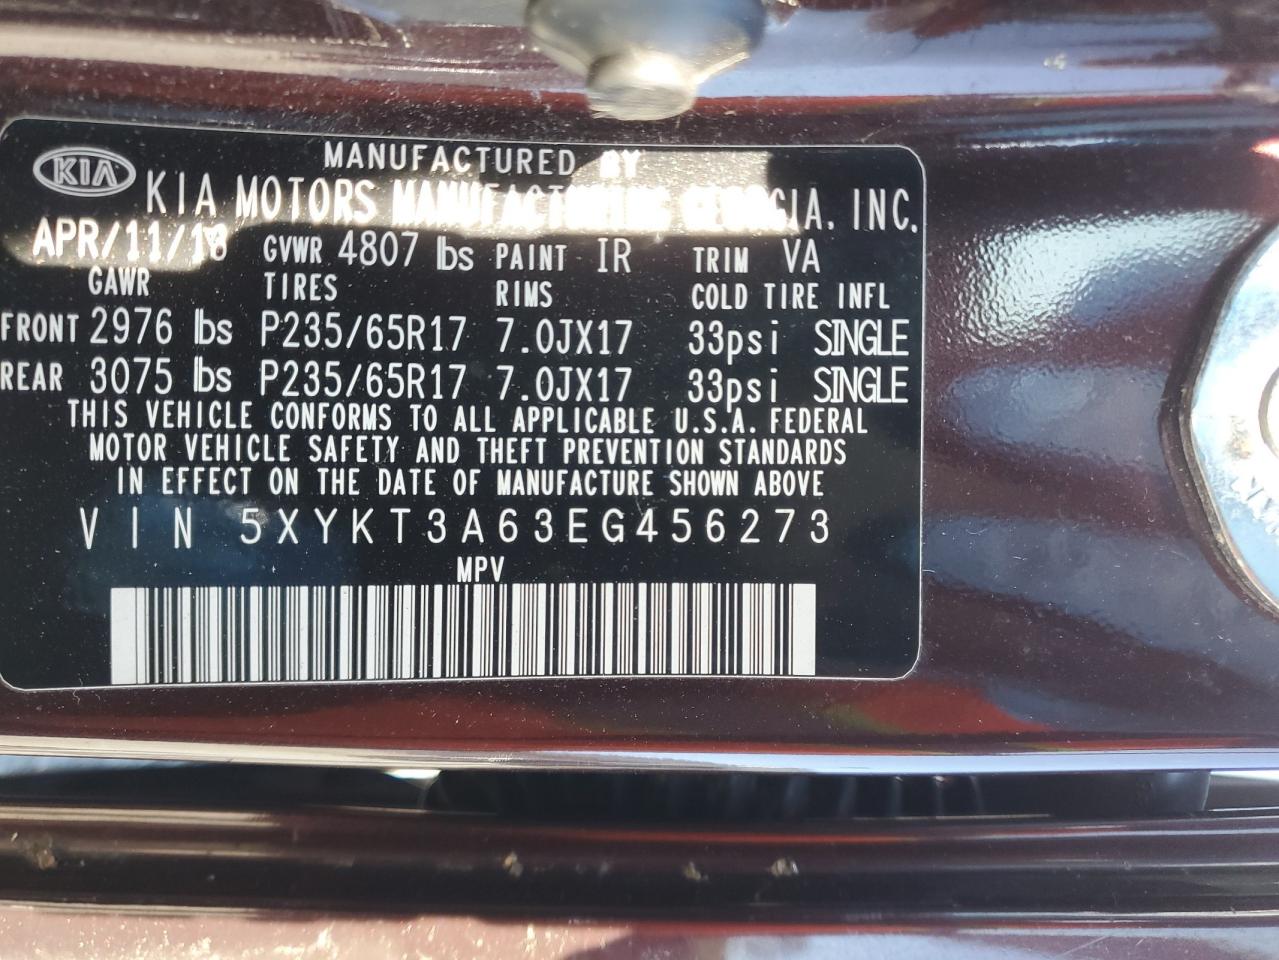 KIA
MANUFACTURED BY
KIA MOTORS MANUFACTURING GEORGIA, INC.
GVWR 4807 lbs PAINT IR TRIM VA
GAWR TIRES RIMS COLD TIRE INFL
FRONT 2976 lbs P235/65R17 7.0JX17 33psi SINGLE
REAR 3075 lbs P235/65R17 7.0JX17 33psi SINGLE
THIS VEHICLE CONFORMS TO ALL APPLICABLE U.S.A. FEDERAL
MOTOR VEHICLE SAFETY AND THEFT PREVENTION STANDARDS
IN EFFECT ON THE DATE OF MANUFACTURE SHOWN ABOVE
VIN 5XYKT3A63EG456273
MPV